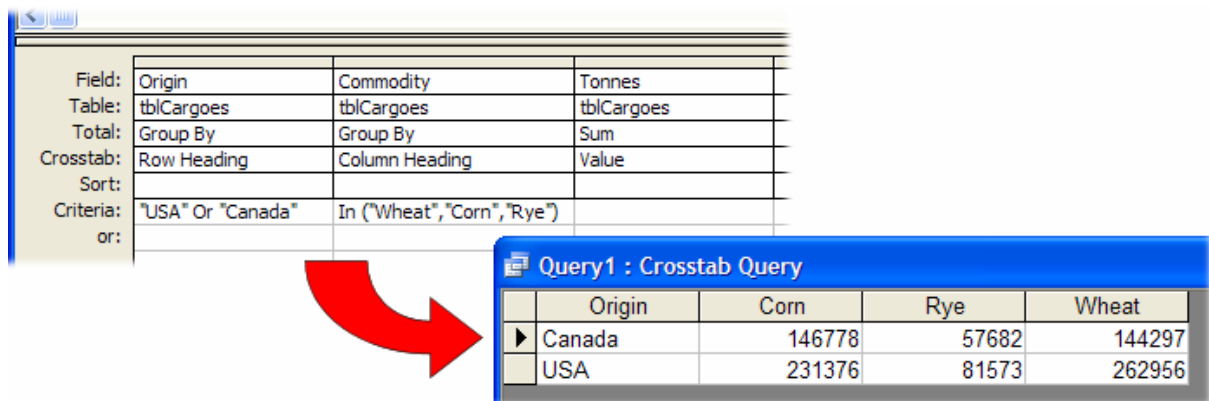 Field: Origin Commodity Tonnes
Table: tblCargoes tblCargoes tblCargoes
Total: Group By Group By Sum
Crosstab: Row Heading Column Heading Value
Sort:
Criteria: "USA" Or "Canada" In ("Wheat","Corn","Rye")
or:
Query1 : Crosstab Query
Origin Corn Rye Wheat
Canada 146778 57682 144297
USA 231376 81573 262956